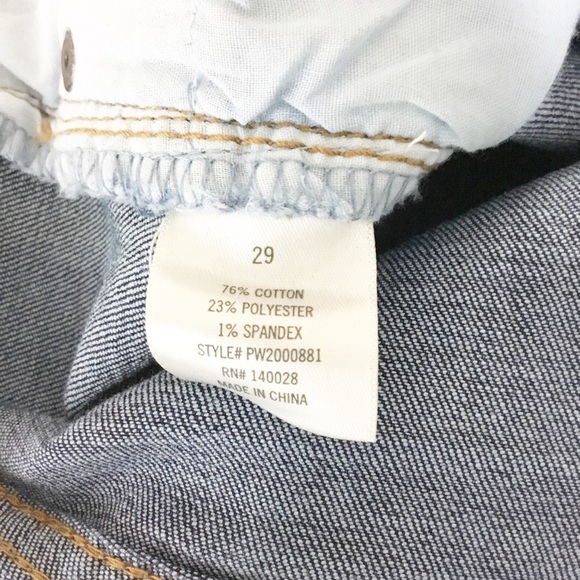 29
76% COTTON
23% POLYESTER
1% SPANDEX
STYLE# PW2000881
RN# 140028
MADE IN CHINA